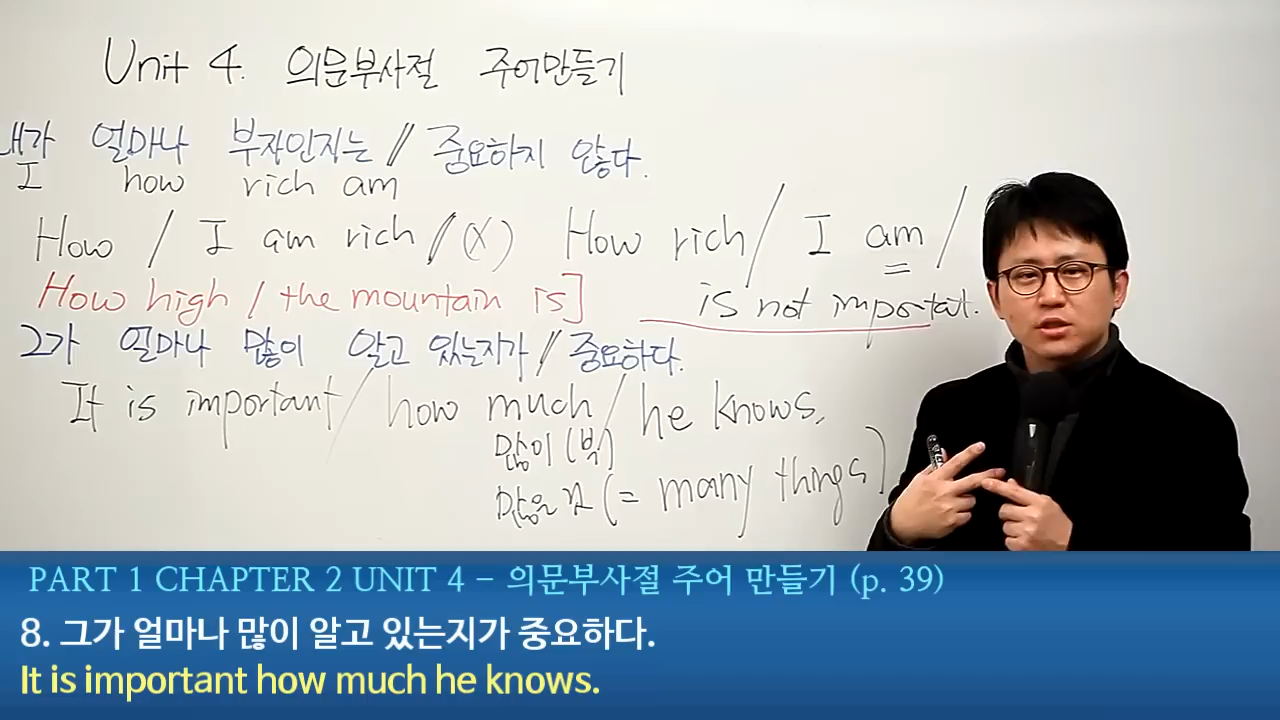 Unit 4. 의문부사절 주어만들기
내가 얼마나 부자인지는 // 중요하지 않다.
I how rich am
How / I am rich // (X) How rich / I am /
How high / the mountain is] is not importat.
그가 얼마나 많이 알고 있는지가 // 중요하다.
It is important / how much / he knows.
많이 (부)
많은 것 (= many things)
PART 1 CHAPTER 2 UNIT 4 - 의문부사절 주어 만들기 (p. 39)
8. 그가 얼마나 많이 알고 있는지가 중요하다.
It is important how much he knows.